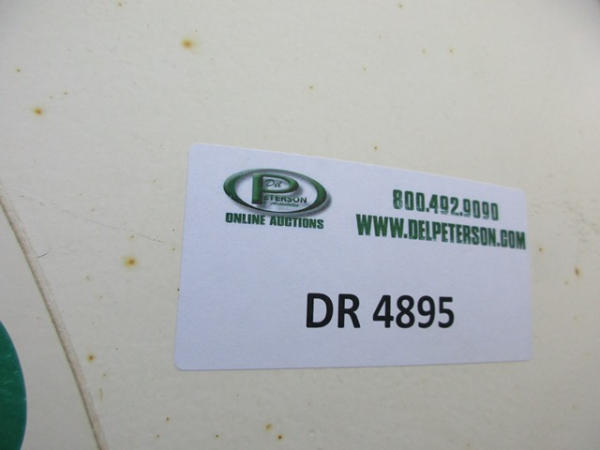 Del
PETERSON
ONLINE AUCTIONS
800.492.9090
WWW.DELPETERSON.COM
DR 4895